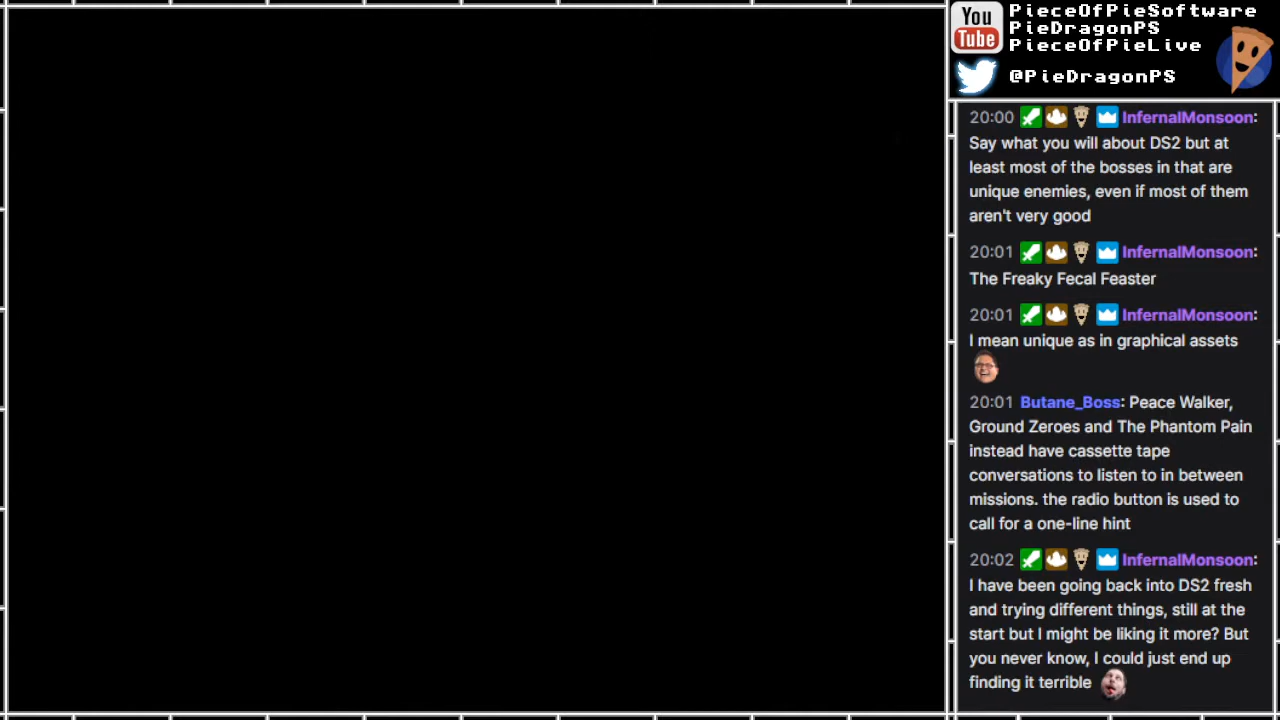 You
Tube
PieceOfPieSoftware
PieDragonPS
PieceOfPieLive
@PieDragonPS
20:00 InfernalMonsoon:
Say what you will about DS2 but at
least most of the bosses in that are
unique enemies, even if most of them
aren't very good
20:01 InfernalMonsoon:
The Freaky Fecal Feaster
20:01 InfernalMonsoon:
I mean unique as in graphical assets
20:01 Butane_Boss: Peace Walker,
Ground Zeroes and The Phantom Pain
instead have cassette tape
conversations to listen to in between
missions. the radio button is used to
call for a one-line hint
20:02 InfernalMonsoon:
I have been going back into DS2 fresh
and trying different things, still at the
start but I might be liking it more? But
you never know, I could just end up
finding it terrible